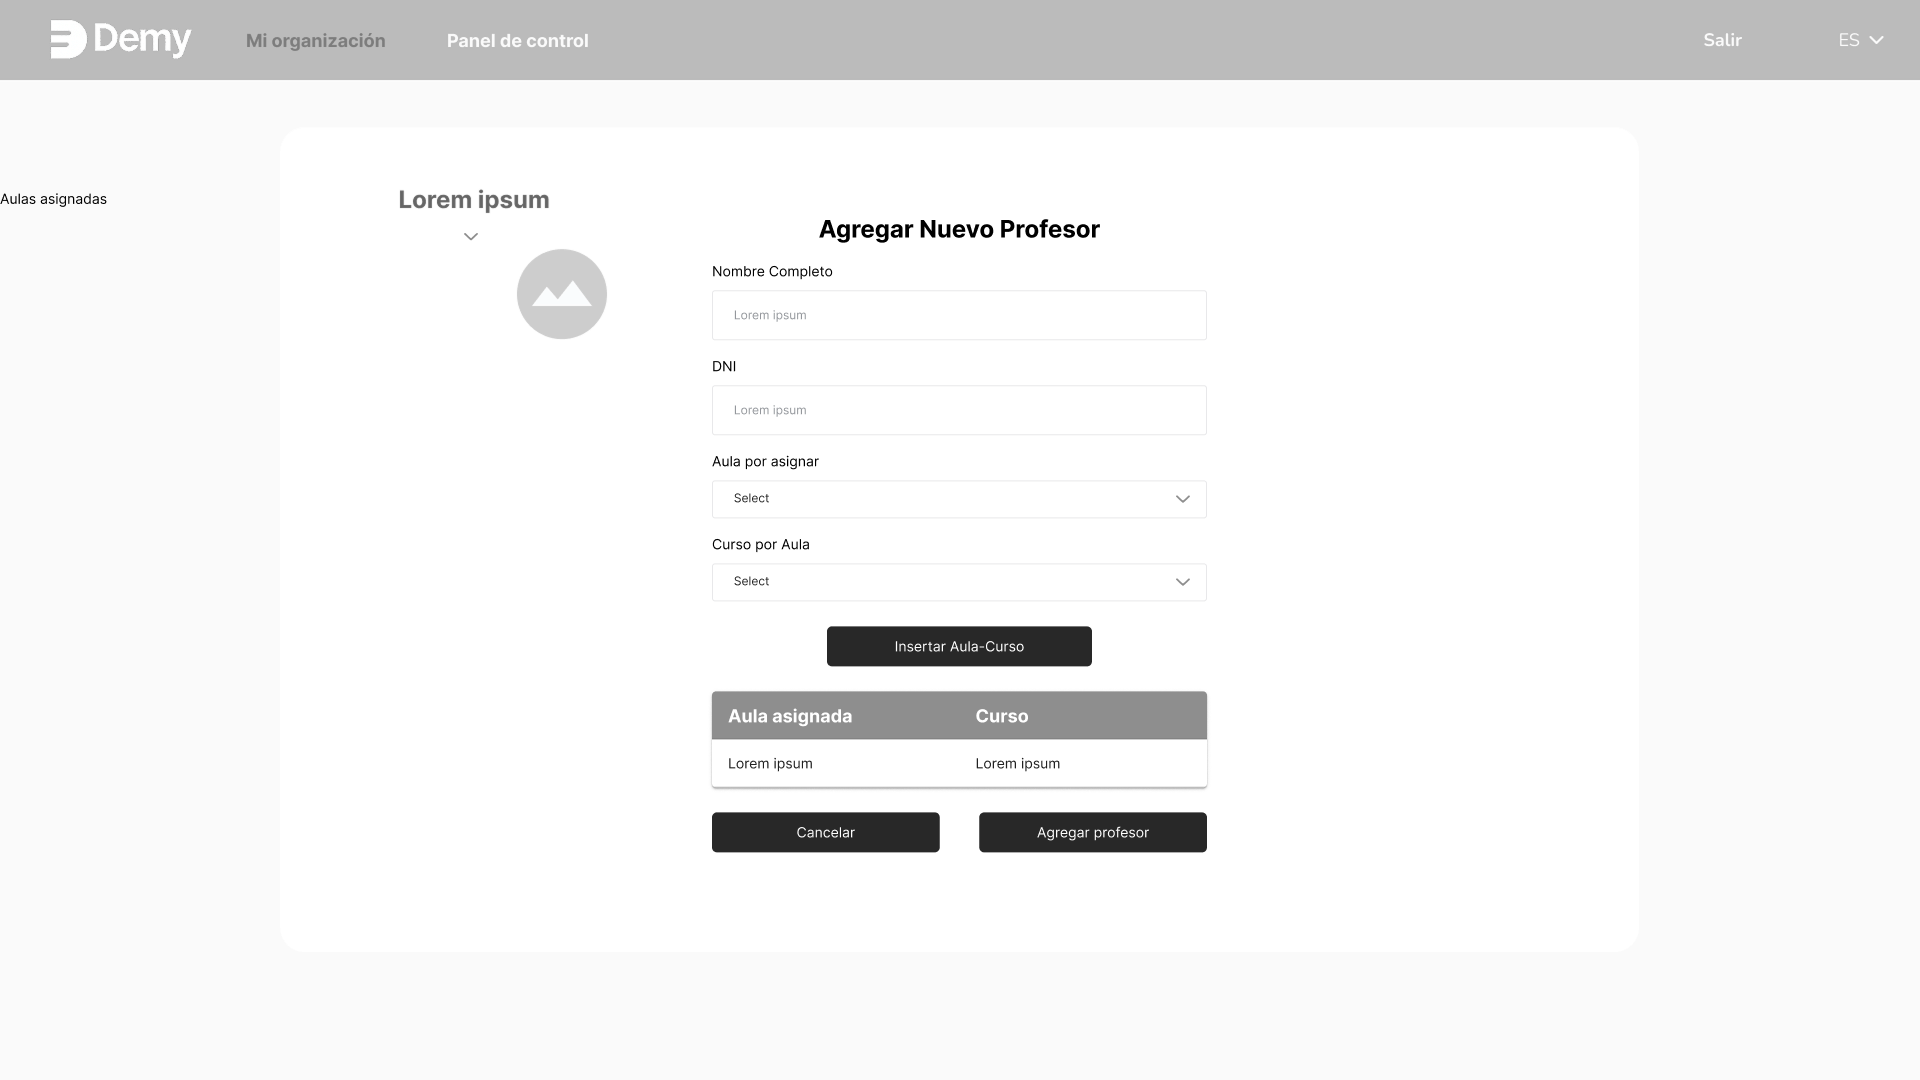 Demy
Mi organización
Panel de control
Salir
ES
Aulas asignadas
Lorem ipsum
Agregar Nuevo Profesor
Nombre Completo
Lorem ipsum
DNI
Lorem ipsum
Aula por asignar
Select
Curso por Aula
Select
Insertar Aula-Curso
Aula asignada Curso
Lorem ipsum Lorem ipsum
Cancelar
Agregar profesor